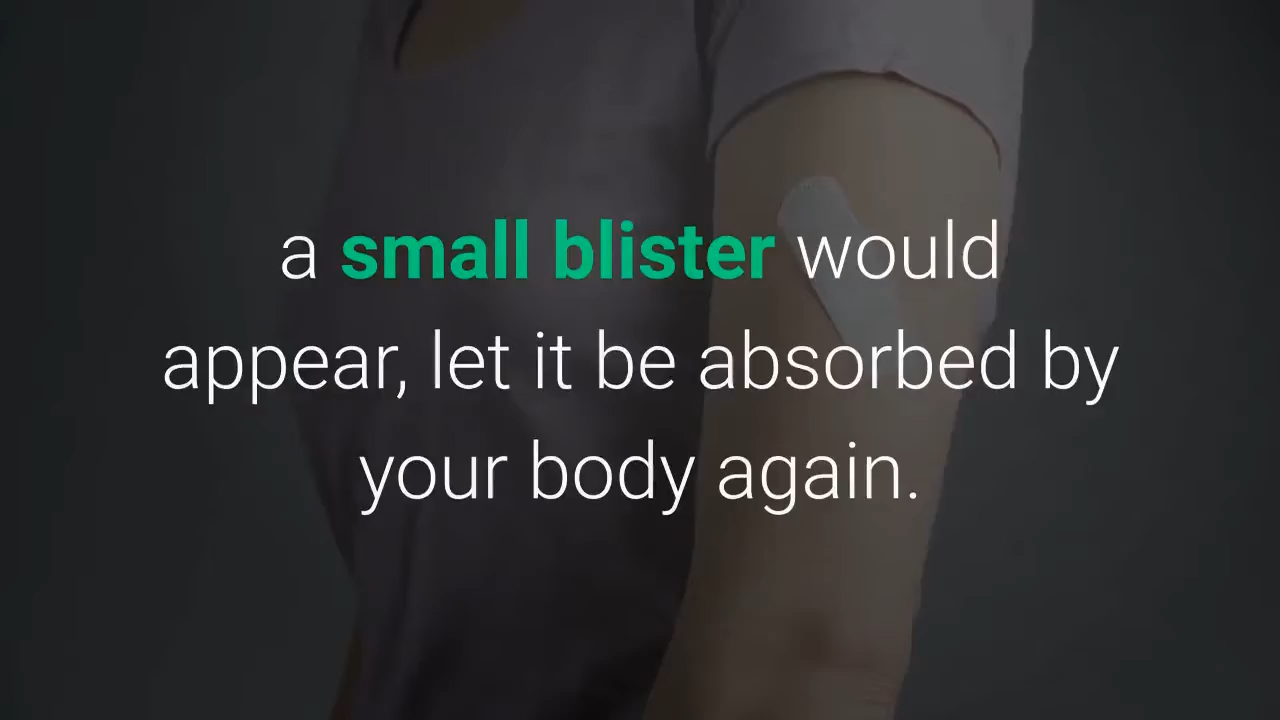 a small blister would
appear, let it be absorbed by
your body again.